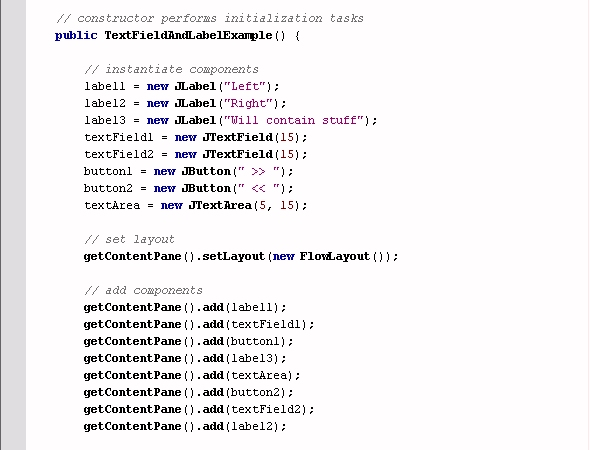 // constructor performs initialization tasks
public TextFieldAndLabelExample() {
// instantiate components
label1 = new JLabel("Left");
label2 = new JLabel("Right");
label3 = new JLabel("Will contain stuff");
textField1 = new JTextField(15);
textField2 = new JTextField(15);
button1 = new JButton(" >> ");
button2 = new JButton(" << ");
textArea = new JTextArea(5, 15);
// set layout
getContentPane().setLayout(new FlowLayout());
// add components
getContentPane().add(label1);
getContentPane().add(textField1);
getContentPane().add(button1);
getContentPane().add(label3);
getContentPane().add(textArea);
getContentPane().add(button2);
getContentPane().add(textField2);
getContentPane().add(label2);